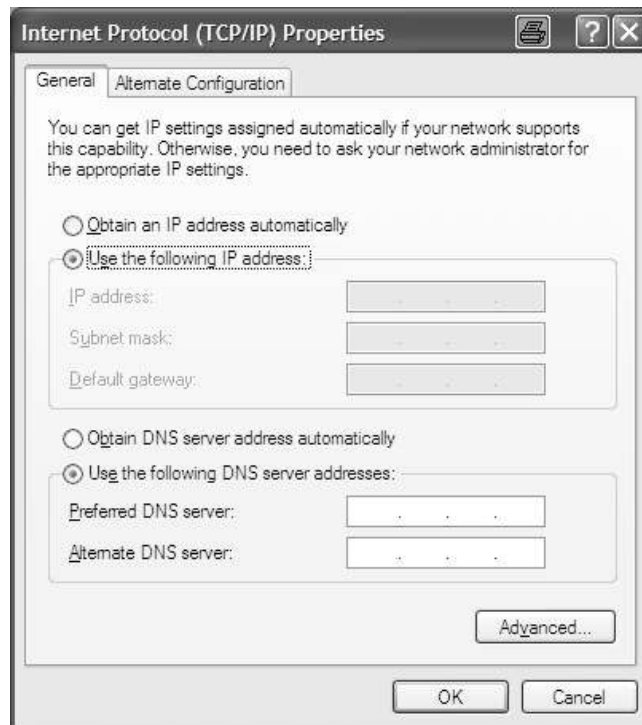 Internet Protocol (TCP/IP) Properties
General
Alternate Configuration
You can get IP settings assigned automatically if your network supports
this capability. Otherwise, you need to ask your network administrator for
the appropriate IP settings.
Obtain an IP address automatically
Use the following IP address:
IP address:
Subnet mask:
Default gateway:
Obtain DNS server address automatically
Use the following DNS server addresses:
Preferred DNS server:
Alternate DNS server:
Advanced...
OK
Cancel